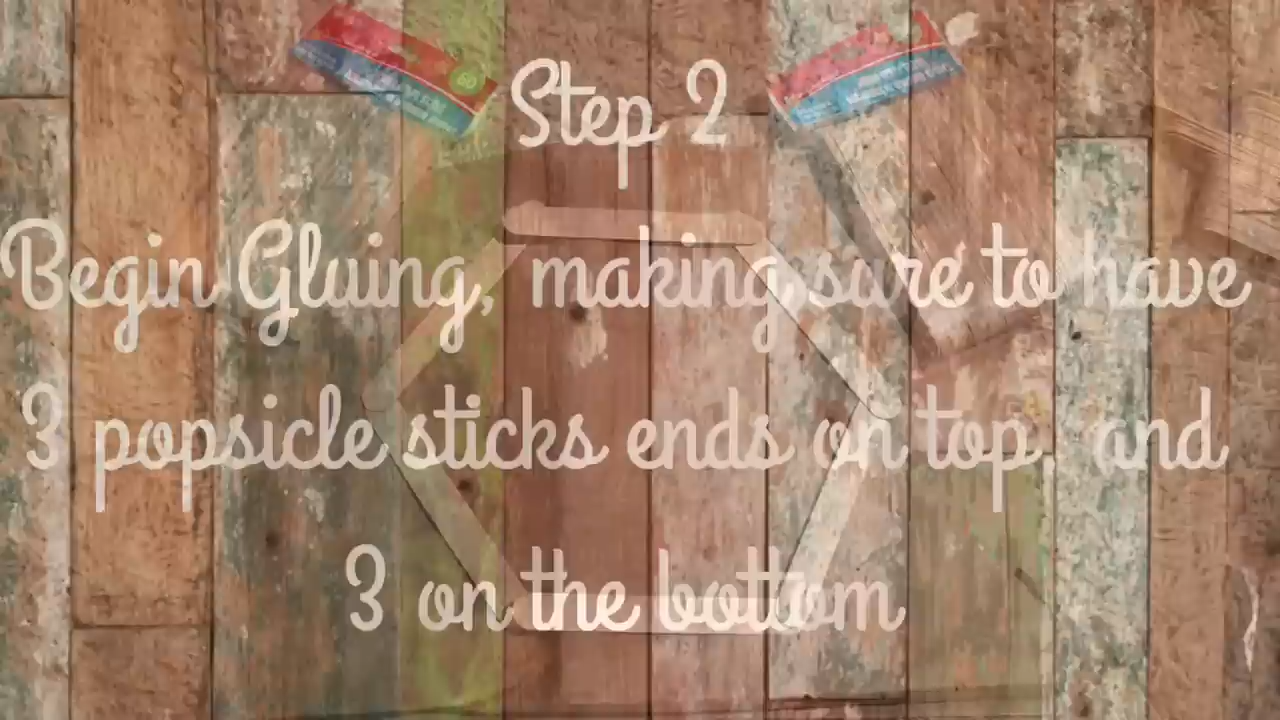 Step 2
Begin Gluing, making sure to have
3 popsicle sticks ends on top and
3 on the bottom